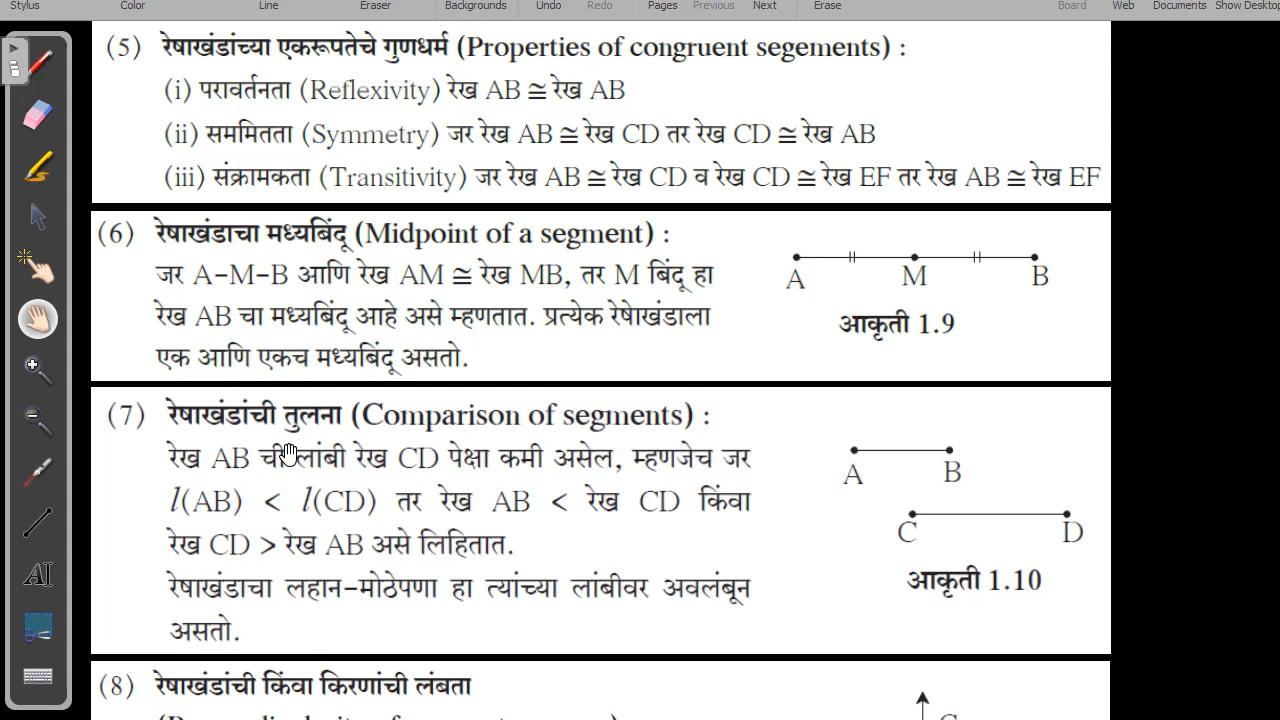 Stylus Color Line Eraser Backgrounds Undo Redo Pages Previous Next Erase Board Web Documents Show Desktop
(5) रेषाखंडांच्या एकरूपतेचे गुणधर्म (Properties of congruent segements) :
(i) परावर्तनता (Reflexivity) रेख AB ≅ रेख AB
(ii) सममितता (Symmetry) जर रेख AB ≅ रेख CD तर रेख CD ≅ रेख AB
(iii) संक्रामकता (Transitivity) जर रेख AB ≅ रेख CD व रेख CD ≅ रेख EF तर रेख AB ≅ रेख EF
(6) रेषाखंडाचा मध्यबिंदू (Midpoint of a segment) :
जर A-M-B आणि रेख AM ≅ रेख MB, तर M बिंदू हा
रेख AB चा मध्यबिंदू आहे असे म्हणतात. प्रत्येक रेषेखंडाला
एक आणि एकच मध्यबिंदू असतो.
A M B
आकृती 1.9
(7) रेषाखंडांची तुलना (Comparison of segments) :
रेख AB ची लांबी रेख CD पेक्षा कमी असेल, म्हणजेच जर
l(AB) < l(CD) तर रेख AB < रेख CD किंवा
रेख CD > रेख AB असे लिहितात.
रेषाखंडाचा लहान-मोठेपणा हा त्यांच्या लांबीवर अवलंबून
असतो.
A B
C D
आकृती 1.10
(8) रेषाखंडांची किंवा किरणांची लंबता